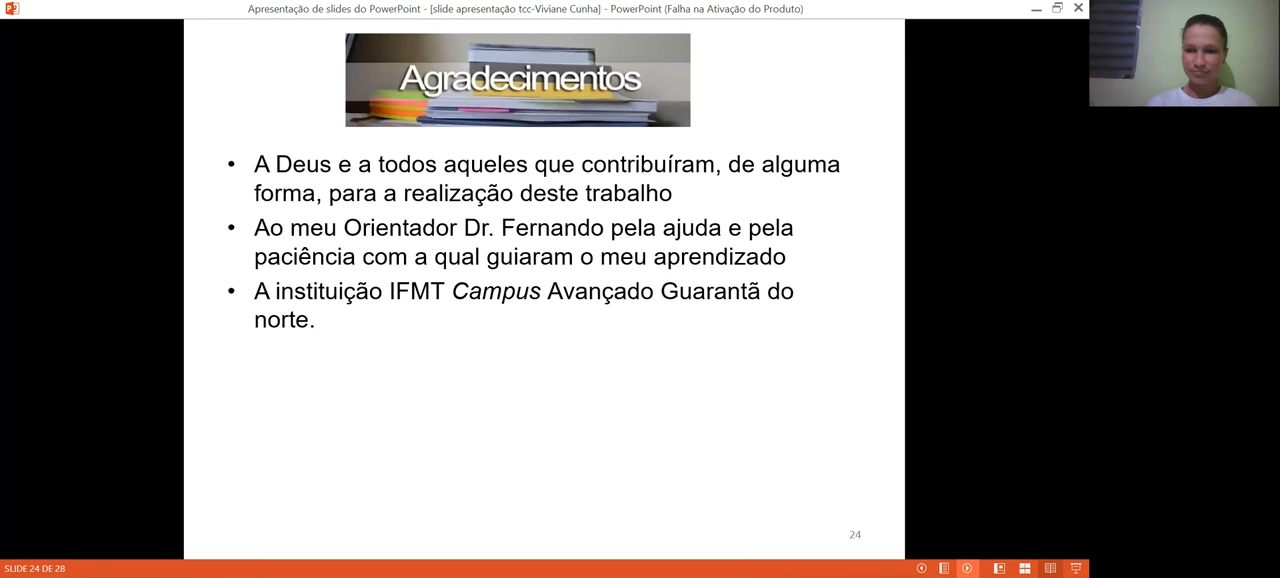 Apresentação de slides do PowerPoint - [slide apresentação tcc-Viviane Cunha] - PowerPoint (Falha na Ativação do Produto)
Agradecimentos
• A Deus e a todos aqueles que contribuíram, de alguma
forma, para a realização deste trabalho
• Ao meu Orientador Dr. Fernando pela ajuda e pela
paciência com a qual guiaram o meu aprendizado
• A instituição IFMT Campus Avançado Guarantã do
norte.
24
SLIDE 24 DE 28